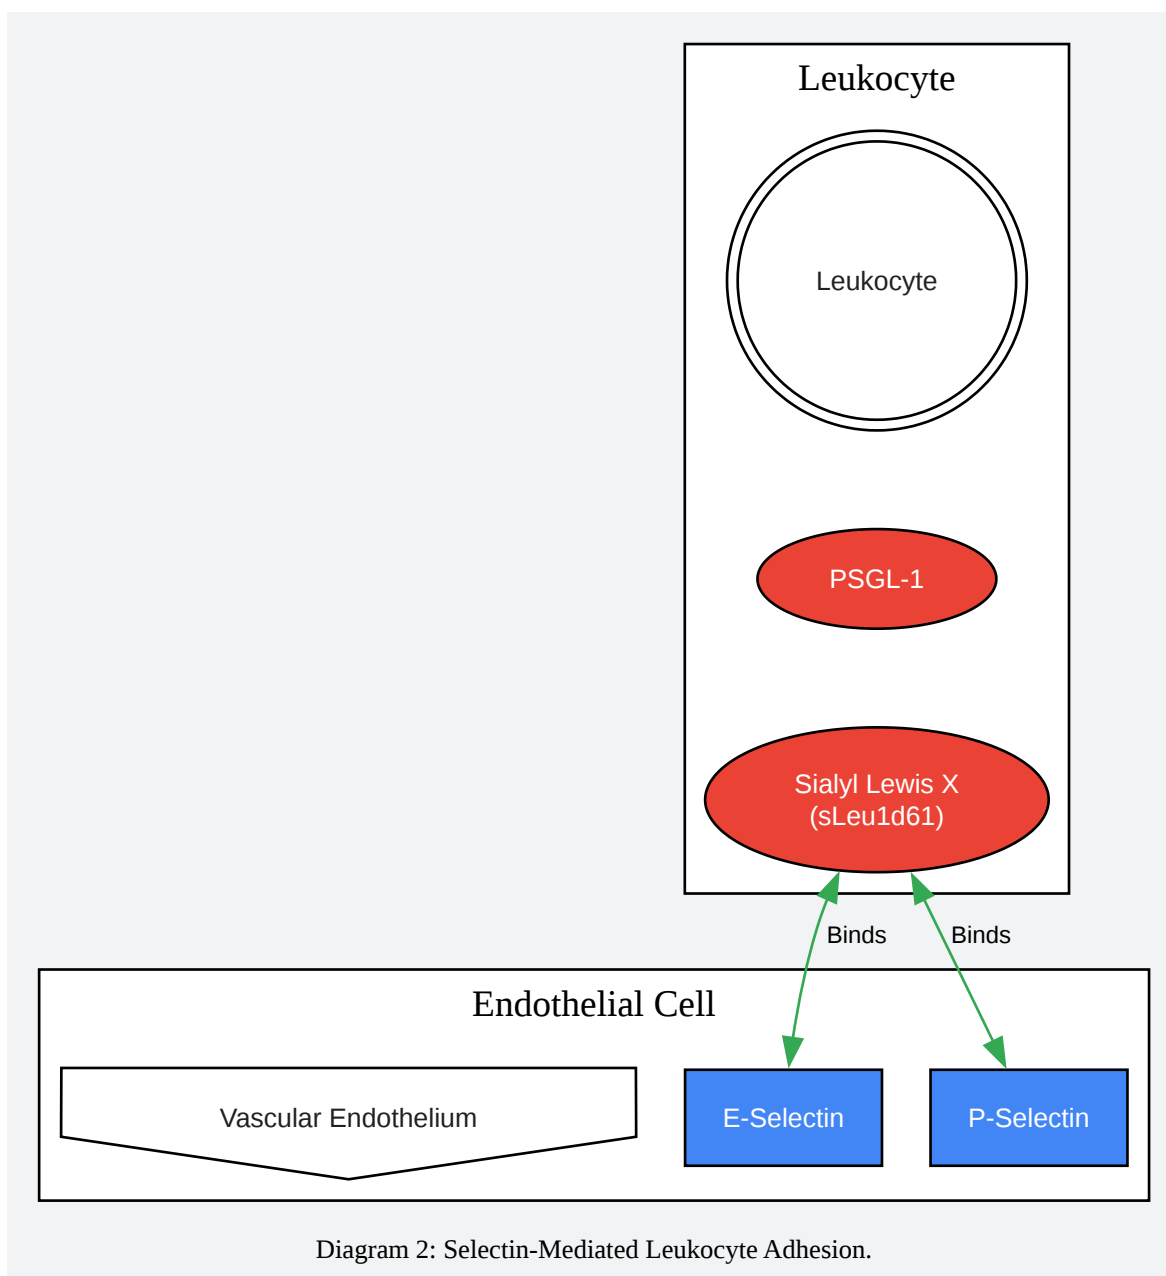 Leukocyte
Leukocyte
PSGL-1
Sialyl Lewis X
(sLeu1d61)
Binds
Binds
Endothelial Cell
Vascular Endothelium
E-Selectin
P-Selectin
Diagram 2: Selectin-Mediated Leukocyte Adhesion.